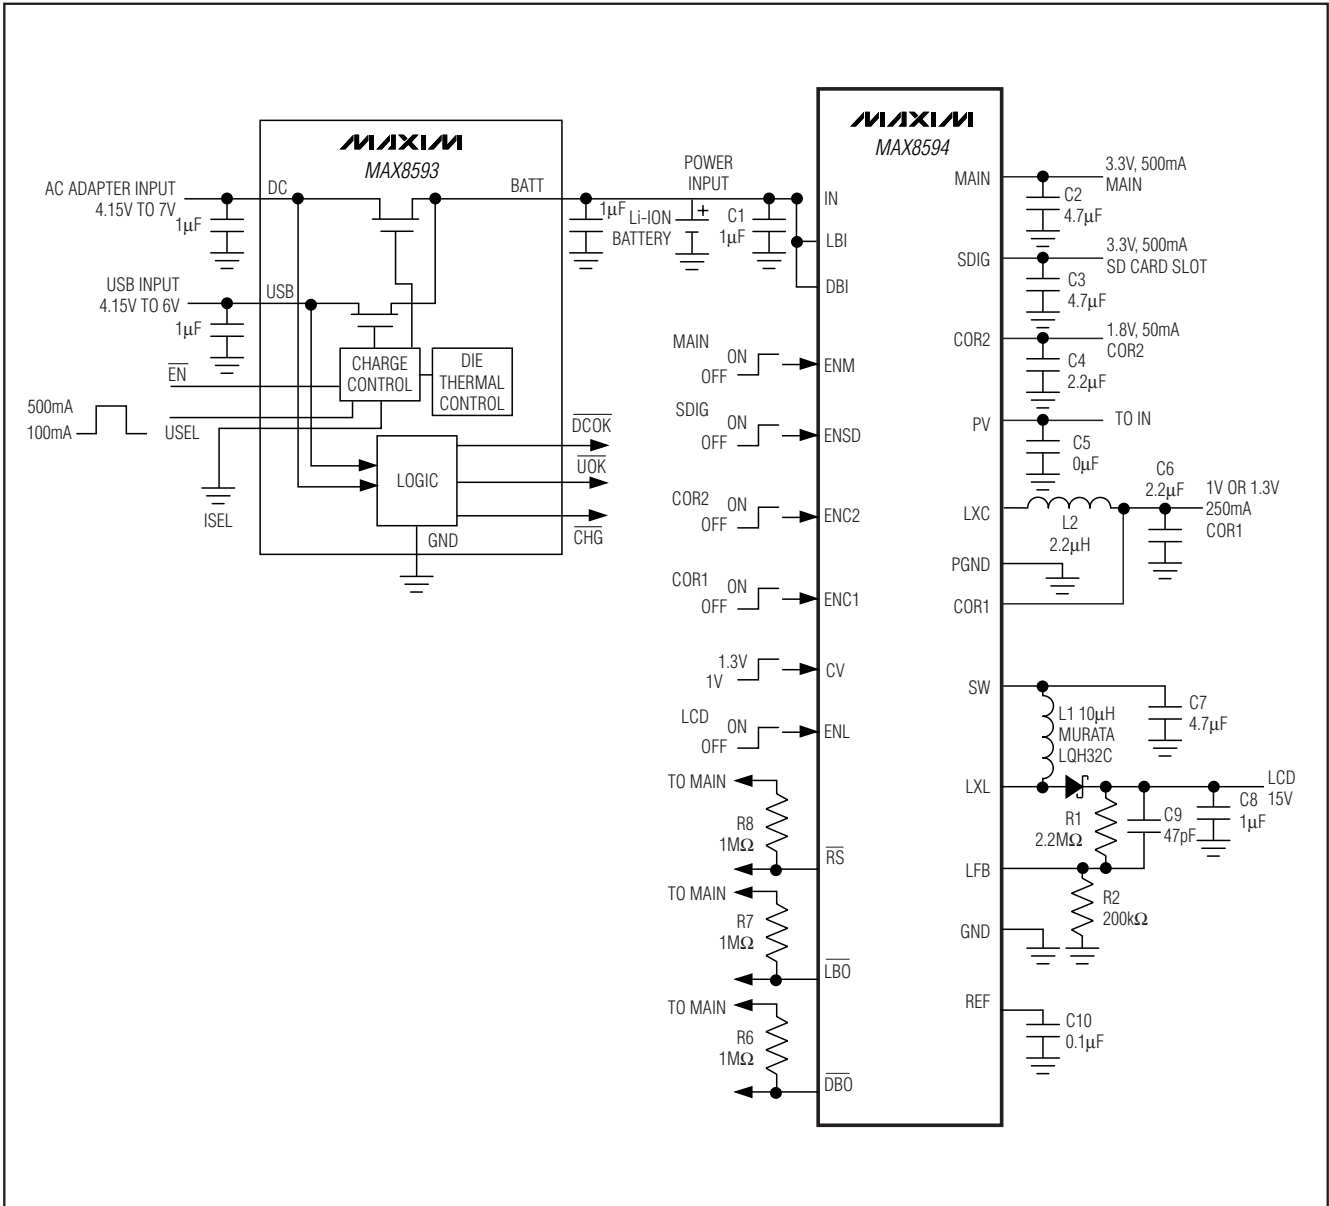 MAXIM
MAX8593
AC ADAPTER INPUT
4.15V TO 7V
1µF
DC
BATT
USB INPUT
4.15V TO 6V
1µF
USB
EN
500mA
100mA
USEL
ISEL
CHARGE
CONTROL
DIE
THERMAL
CONTROL
LOGIC
DCOK
UOK
CHG
GND
1µF
Li-ION
BATTERY
+
POWER
INPUT
C1
1µF
MAXIM
MAX8594
IN
LBI
DBI
MAIN
ON
OFF
ENM
SDIG
ON
OFF
ENSD
COR2
ON
OFF
ENC2
COR1
ON
OFF
ENC1
1.3V
1V
CV
LCD
ON
OFF
ENL
TO MAIN
R8
1MΩ
RS
TO MAIN
R7
1MΩ
LBO
TO MAIN
R6
1MΩ
DBO
MAIN
3.3V, 500mA
MAIN
C2
4.7µF
SDIG
3.3V, 500mA
SD CARD SLOT
C3
4.7µF
COR2
1.8V, 50mA
COR2
C4
2.2µF
PV
TO IN
C5
0µF
LXC
L2
2.2µH
C6
2.2µF
1V OR 1.3V
250mA
COR1
PGND
COR1
SW
L1 10µH
MURATA
LQH32C
C7
4.7µF
LXL
LCD
15V
R1
2.2MΩ
C9
47pF
C8
1µF
LFB
R2
200kΩ
GND
REF
C10
0.1µF